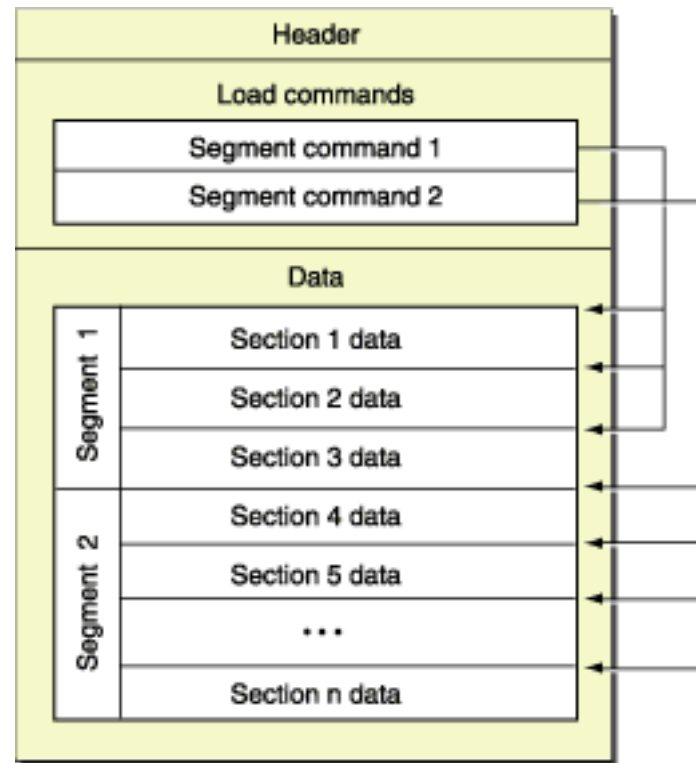 Header
Load commands
Segment command 1
Segment command 2
Data
Segment 1
Section 1 data
Section 2 data
Section 3 data
Segment 2
Section 4 data
Section 5 data
...
Section n data